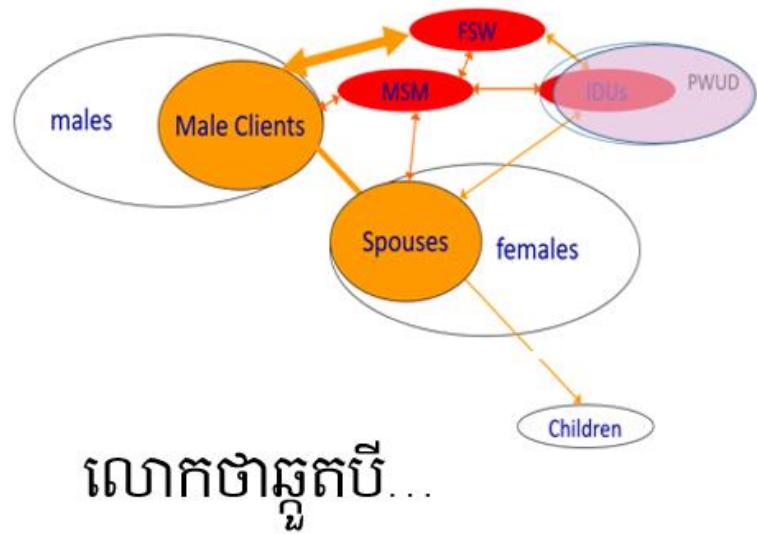 FSW
MSM
IDUs
PWUD
males
Male Clients
Spouses
females
Children
លោកថាឆ្កួតបី...